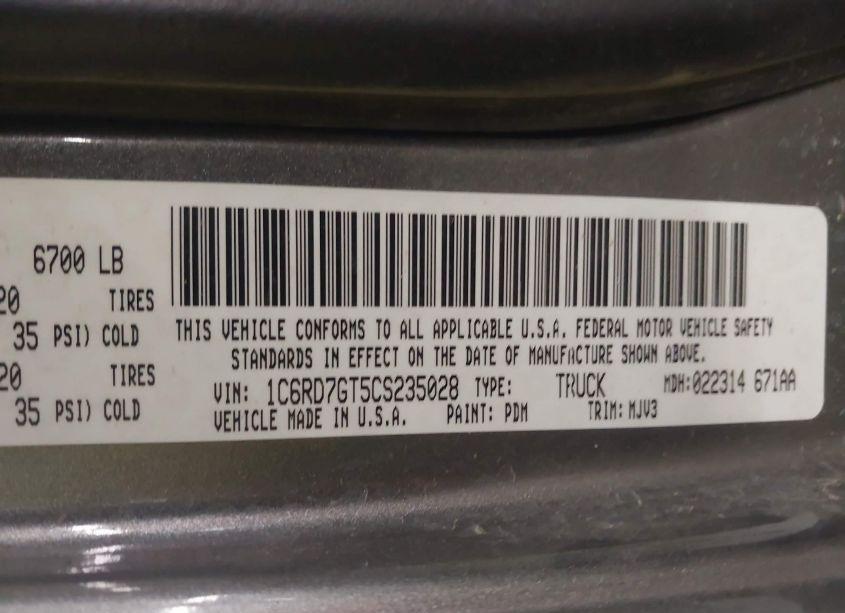 6700 LB
20 TIRES
35 PSI) COLD
20 TIRES
35 PSI) COLD
THIS VEHICLE CONFORMS TO ALL APPLICABLE U.S.A. FEDERAL MOTOR VEHICLE SAFETY
STANDARDS IN EFFECT ON THE DATE OF MANUFACTURE SHOWN ABOVE.
VIN: 1C6RD7GT5CS235028 TYPE: TRUCK MDH:022314 671AA
VEHICLE MADE IN U.S.A. PAINT: PDM TRIM: MJV3